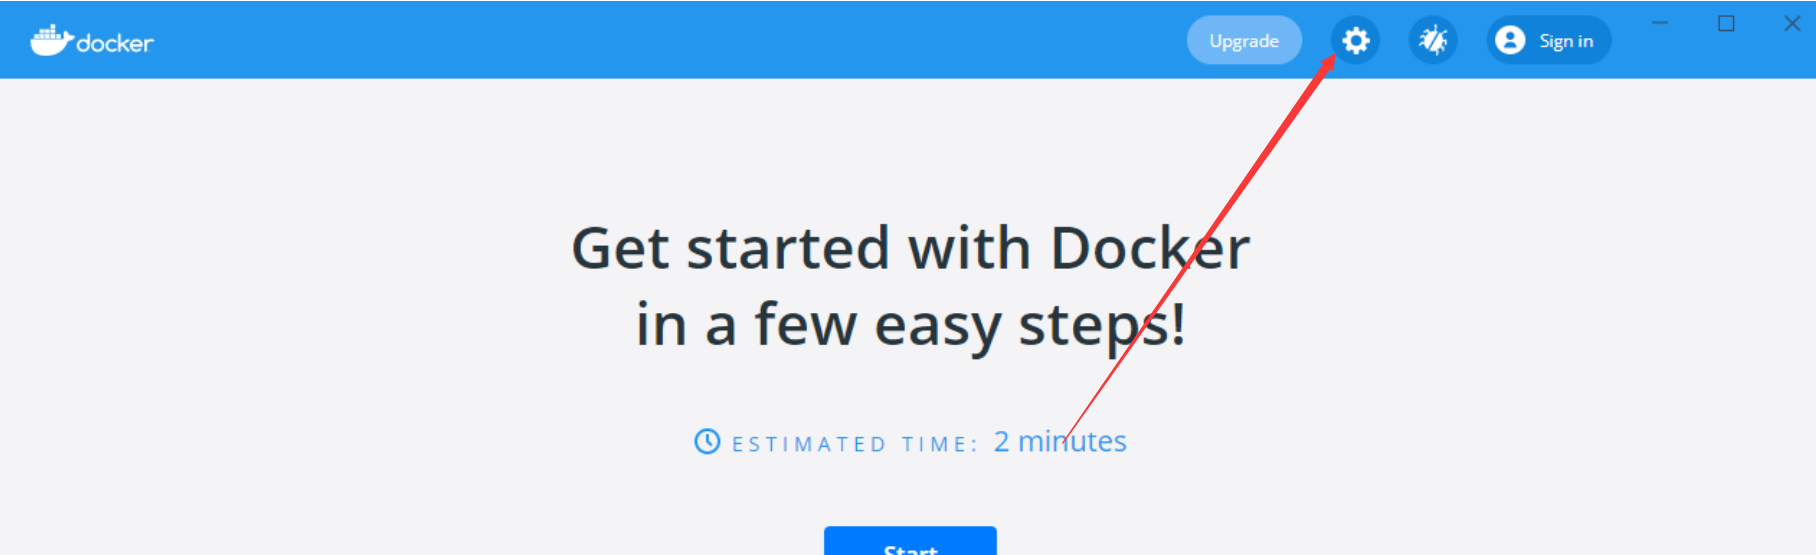 docker
Upgrade
Sign in
Get started with Docker
in a few easy steps!
ESTIMATED TIME: 2 minutes
Start